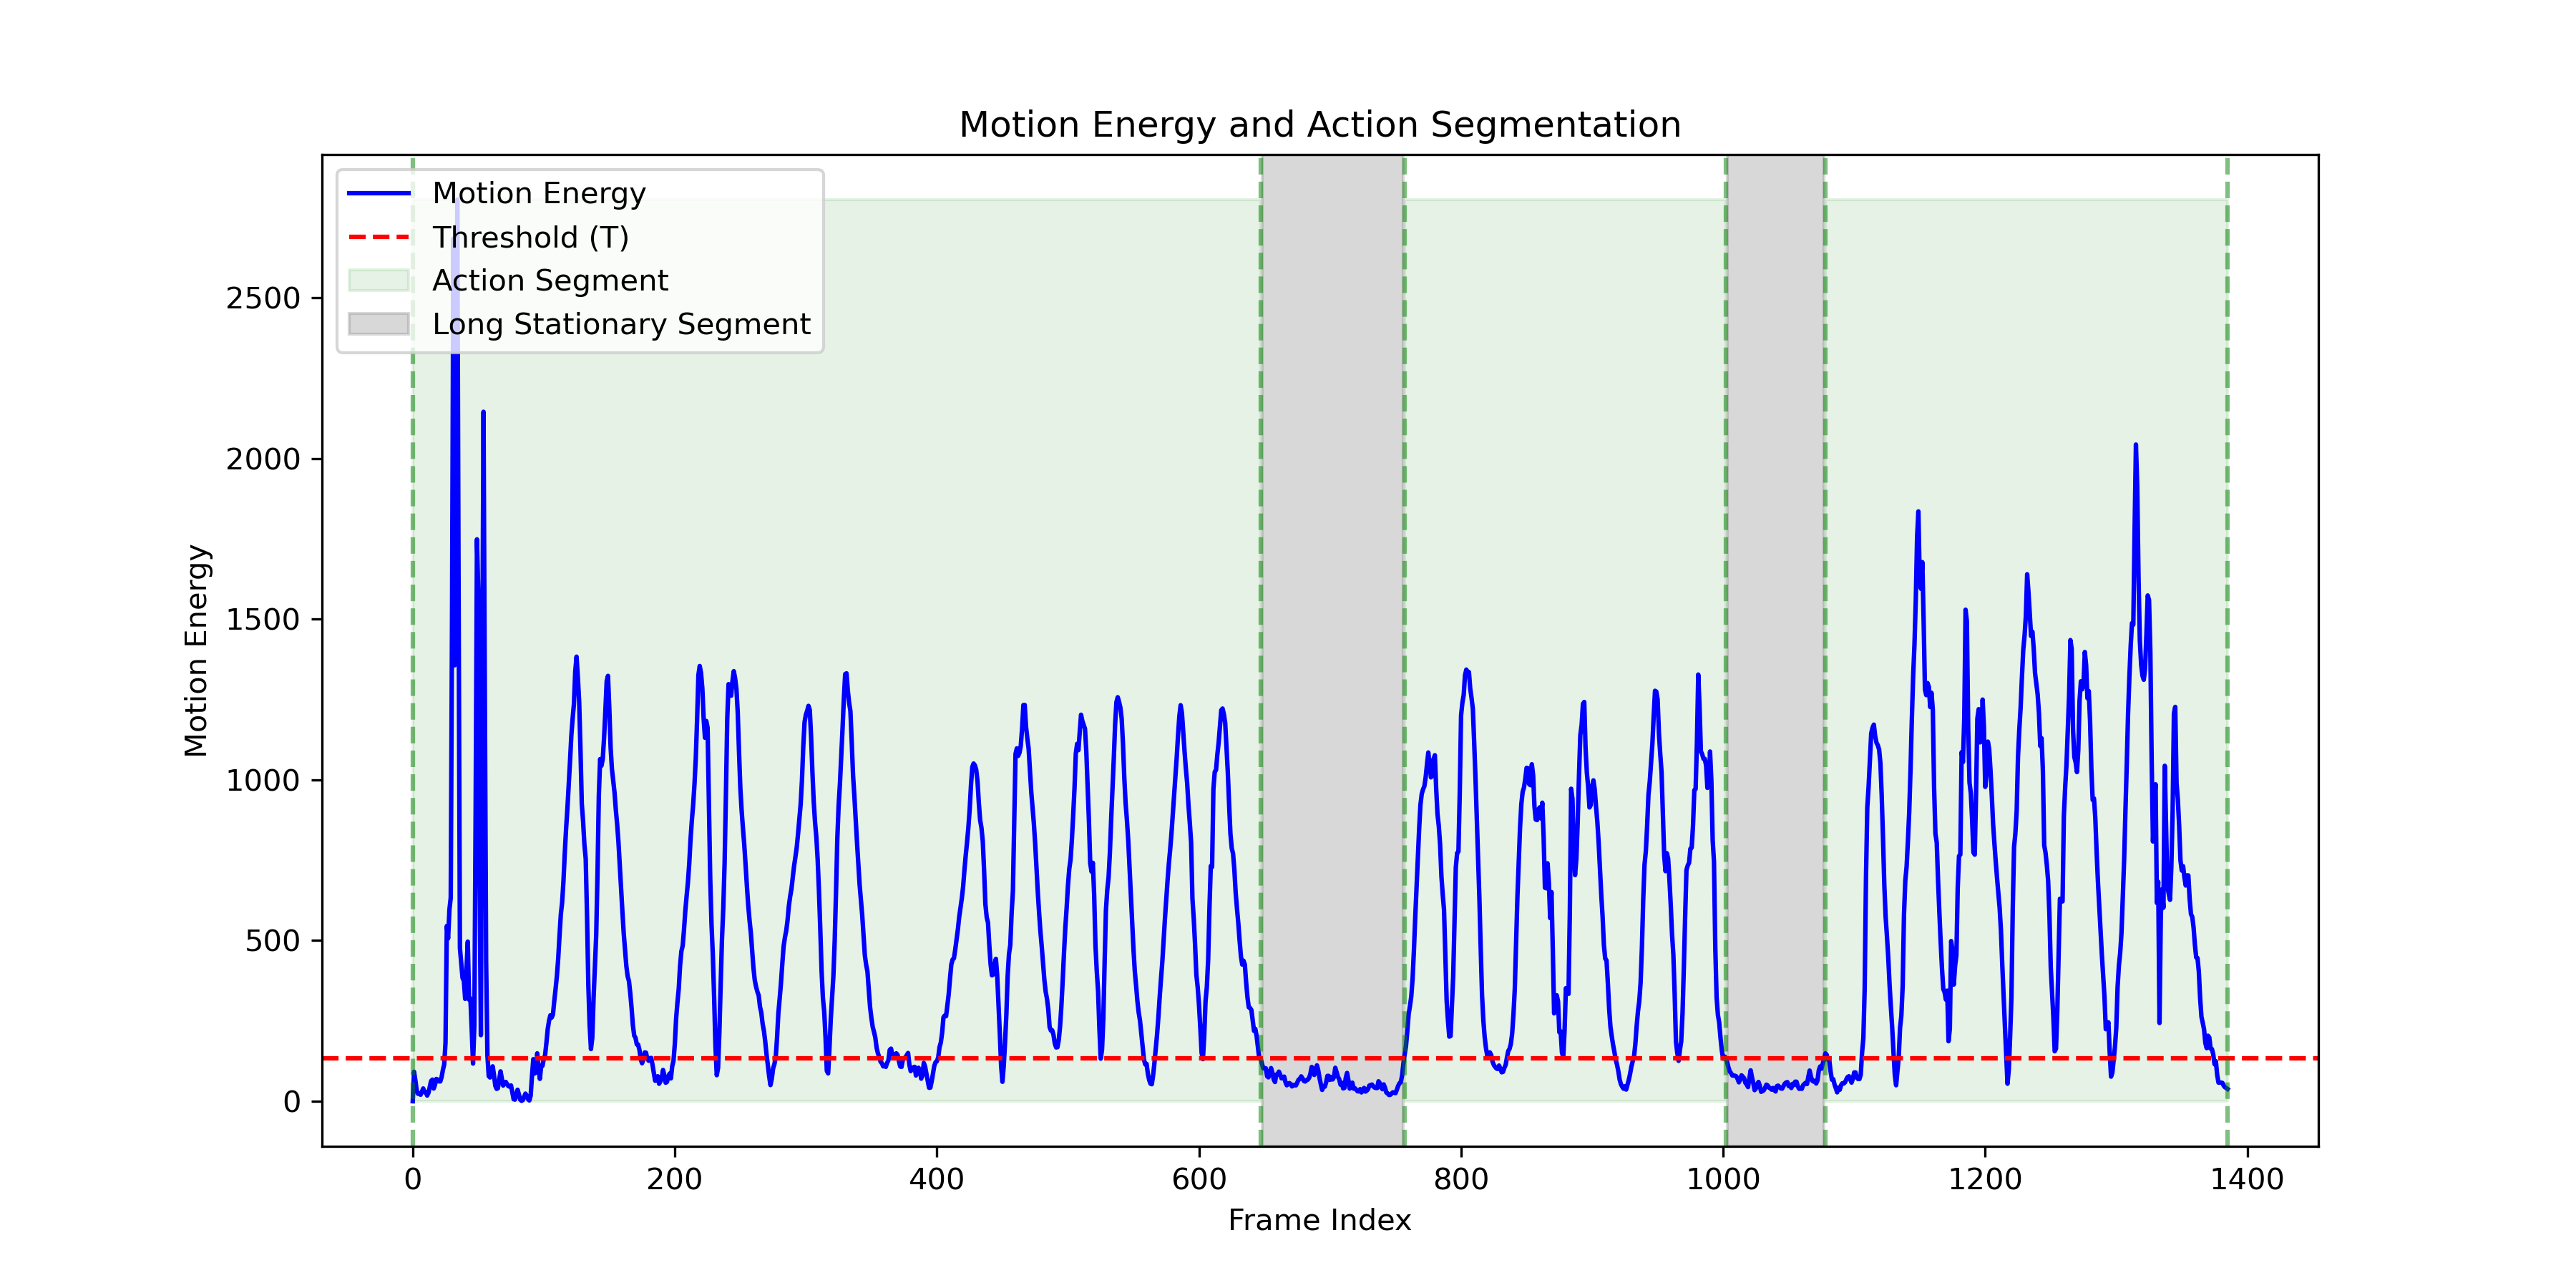 Motion Energy and Action Segmentation
Motion Energy
Threshold (T)
Action Segment
Long Stationary Segment
Motion Energy
2500
2000
1500
1000
500
0
0 200 400 600 800 1000 1200 1400
Frame Index